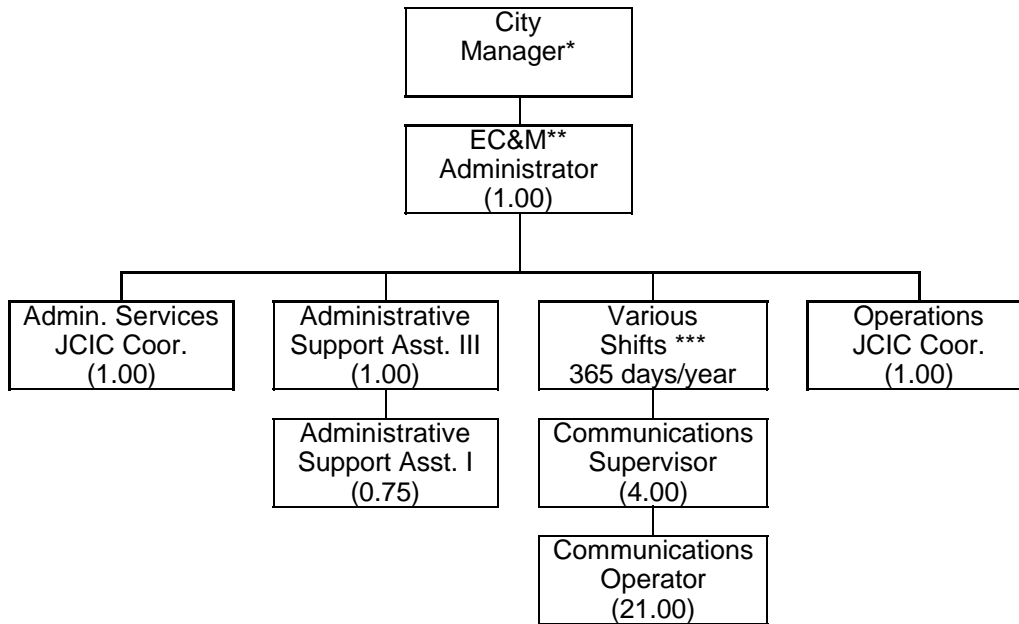 City
Manager*
EC&M**
Administrator
(1.00)
Admin. Services
JCIC Coor.
(1.00)
Administrative
Support Asst. III
(1.00)
Various
Shifts ***
365 days/year
Operations
JCIC Coor.
(1.00)
Administrative
Support Asst. I
(0.75)
Communications
Supervisor
(4.00)
Communications
Operator
(21.00)